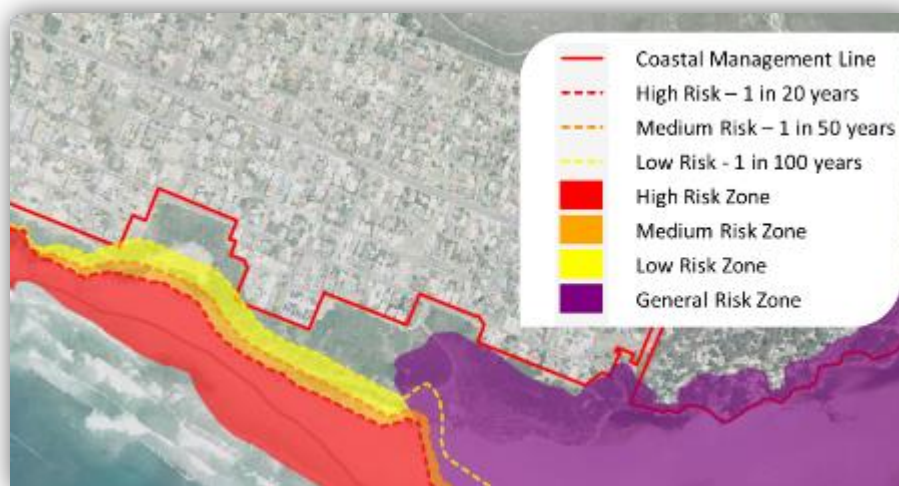 Coastal Management Line
High Risk – 1 in 20 years
Medium Risk – 1 in 50 years
Low Risk - 1 in 100 years
High Risk Zone
Medium Risk Zone
Low Risk Zone
General Risk Zone